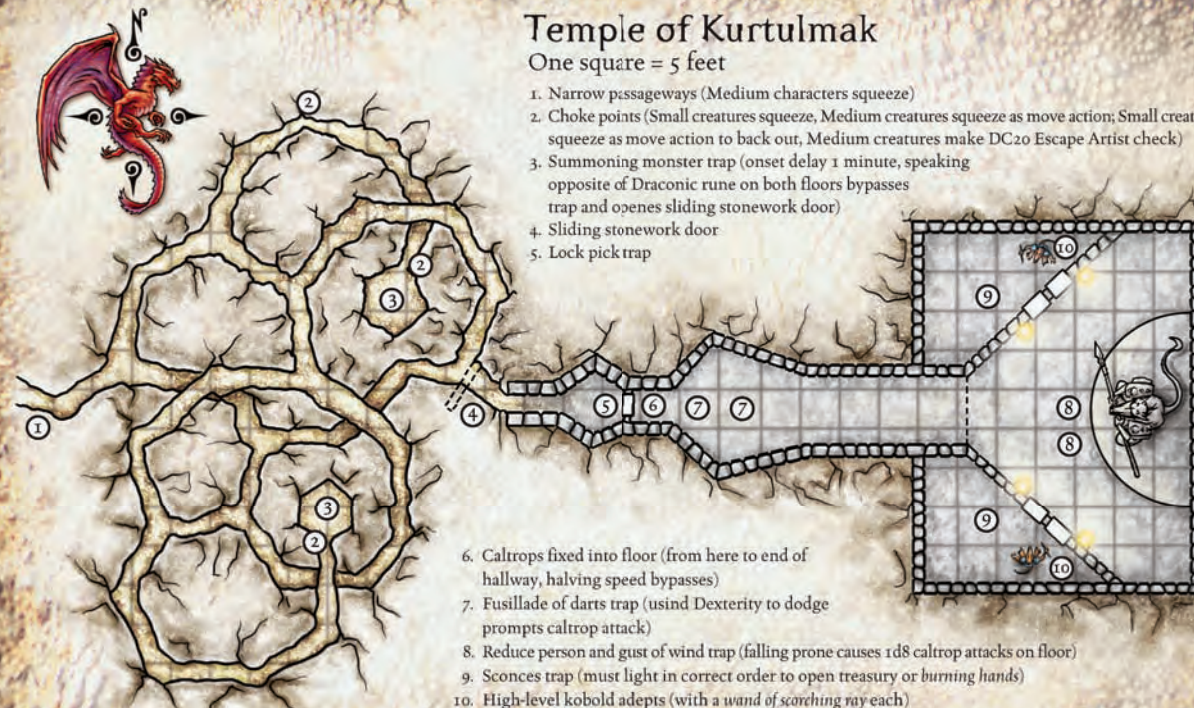 N
Temple of Kurtulmak
One square = 5 feet
1. Narrow passageways (Medium characters squeeze)
2. Choke points (Small creatures squeeze, Medium creatures squeeze as move action; Small creat
squeeze as move action to back out, Medium creatures make DC20 Escape Artist check)
3. Summoning monster trap (onset delay 1 minute, speaking
opposite of Draconic rune on both floors bypasses
trap and openes sliding stonework door)
4. Sliding stonework door
5. Lock pick trap
2
10
2
3
9
1
4
5
6
7
7
8
8
3
2
9
10
6. Caltrops fixed into floor (from here to end of
hallway, halving speed bypasses)
7. Fusillade of darts trap (usind Dexterity to dodge
prompts caltrop attack)
8. Reduce person and gust of wind trap (falling prone causes 1d8 caltrop attacks on floor)
9. Sconces trap (must light in correct order to open treasury or burning hands)
10. High-level kobold adepts (with a wand of scorching ray each)